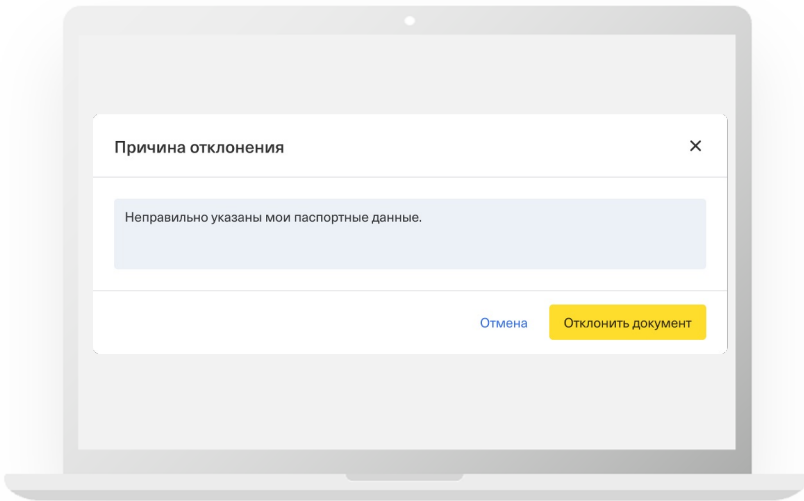 Причина отклонения
Неправильно указаны мои паспортные данные.
Отмена
Отклонить документ